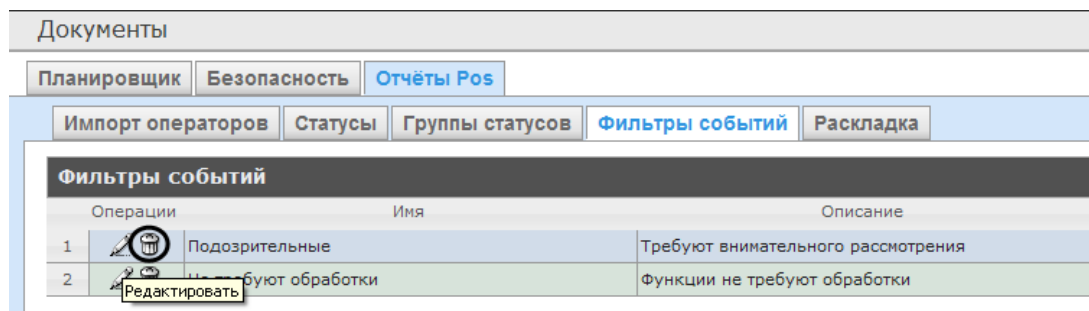 Документы
Планировщик Безопасность Отчёты Pos
Импорт операторов Статусы Группы статусов Фильтры событий Раскладка
Фильтры событий
Операции Имя Описание
1 Подозрительные Требуют внимательного рассмотрения
2 требуют обработки Функции не требуют обработки
Редактировать